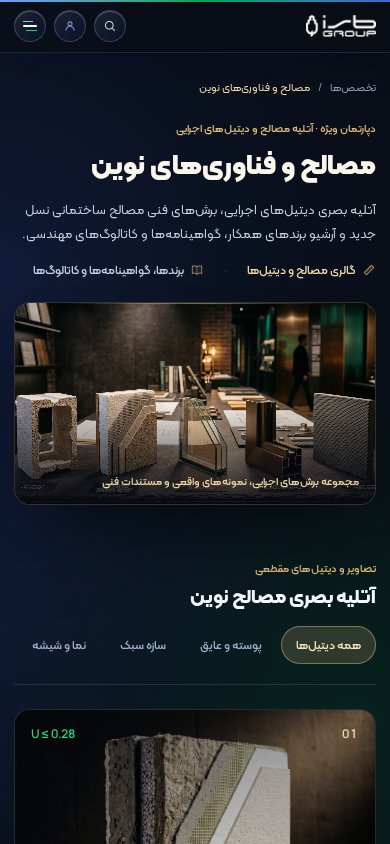 isb GROUP
تخصص‌ها / مصالح و فناوری‌های نوین
دپارتمان ویژه · آتلیه مصالح و دیتیل‌های اجرایی
مصالح و فناوری‌های نوین
آتلیه بصری دیتیل‌های اجرایی، برش‌های فنی مصالح ساختمانی نسل
جدید و آرشیو برندهای همکار، گواهینامه‌ها و کاتالوگ‌های مهندسی.
گالری مصالح و دیتیل‌ها · برندها، گواهینامه‌ها و کاتالوگ‌ها
مجموعه برش‌های اجرایی، نمونه‌های واقعی و مستندات فنی
تصاویر و دیتیل‌های مقطعی
آتلیه بصری مصالح نوین
همه دیتیل‌ها پوسته و عایق سازه سبک نما و شیشه
01
U ≤ 0.28